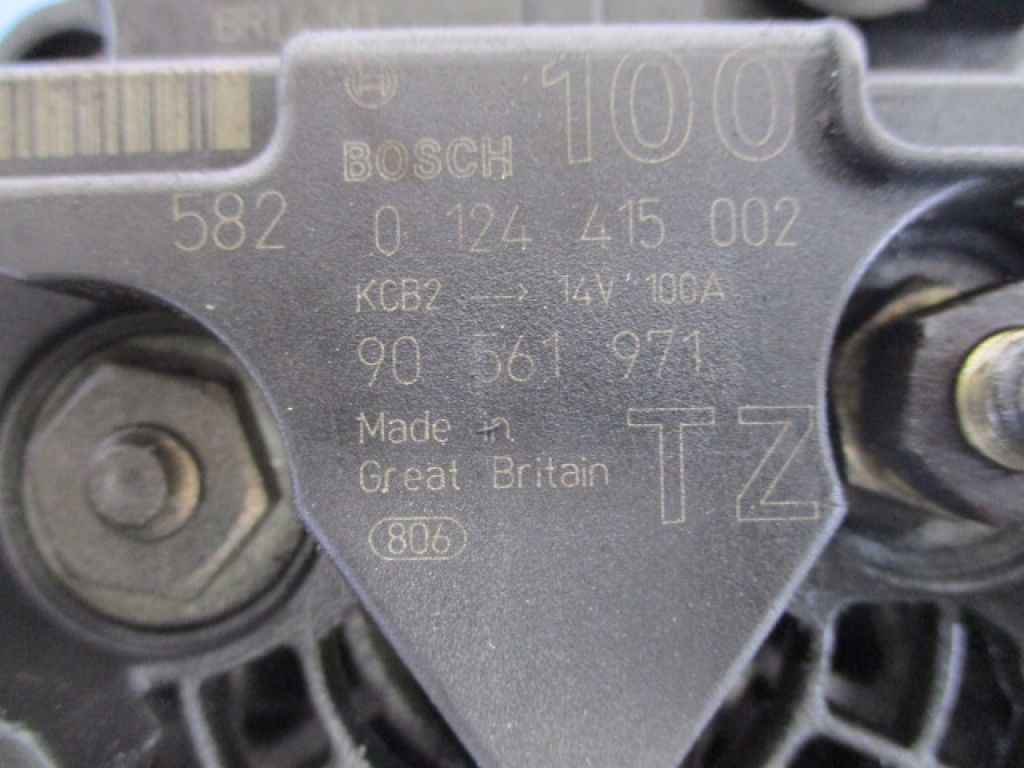 100
BOSCH
582 0 124 415 002
KCB2 --> 14V 100A
90 561 971
Made in
Great Britain
TZ
806